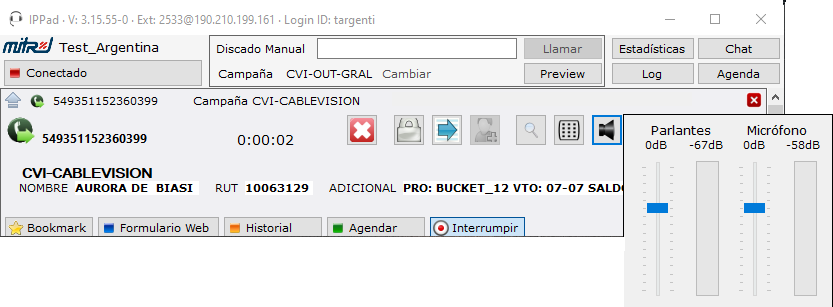 IPPad - V: 3.15.55-0 · Ext: 2533@190.210.199.161 · Login ID: targenti
mitrol Test_Argentina
Discado Manual Llamar Estadísticas Chat
Conectado
Campaña CVI-OUT-GRAL Cambiar Preview Log Agenda
549351152360399 Campaña CVI-CABLEVISION
549351152360399 0:00:02
Parlantes Micrófono
0dB -67dB 0dB -58dB
CVI-CABLEVISION
NOMBRE AURORA DE BIASI RUT 10063129 ADICIONAL PRO: BUCKET_12 VTO: 07-07 SALDO
Bookmark Formulario Web Historial Agendar Interrumpir